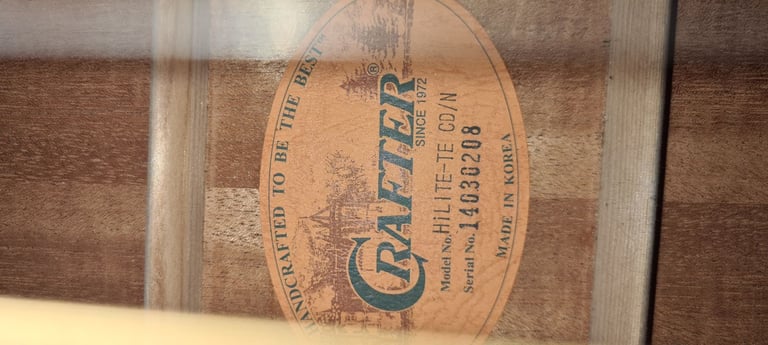 HANDCRAFTED TO BE THE BEST"
CRAFTER®
SINCE 1972
Model No. HiLITE-TE CD/N
Serial No. 14030208
MADE IN KOREA